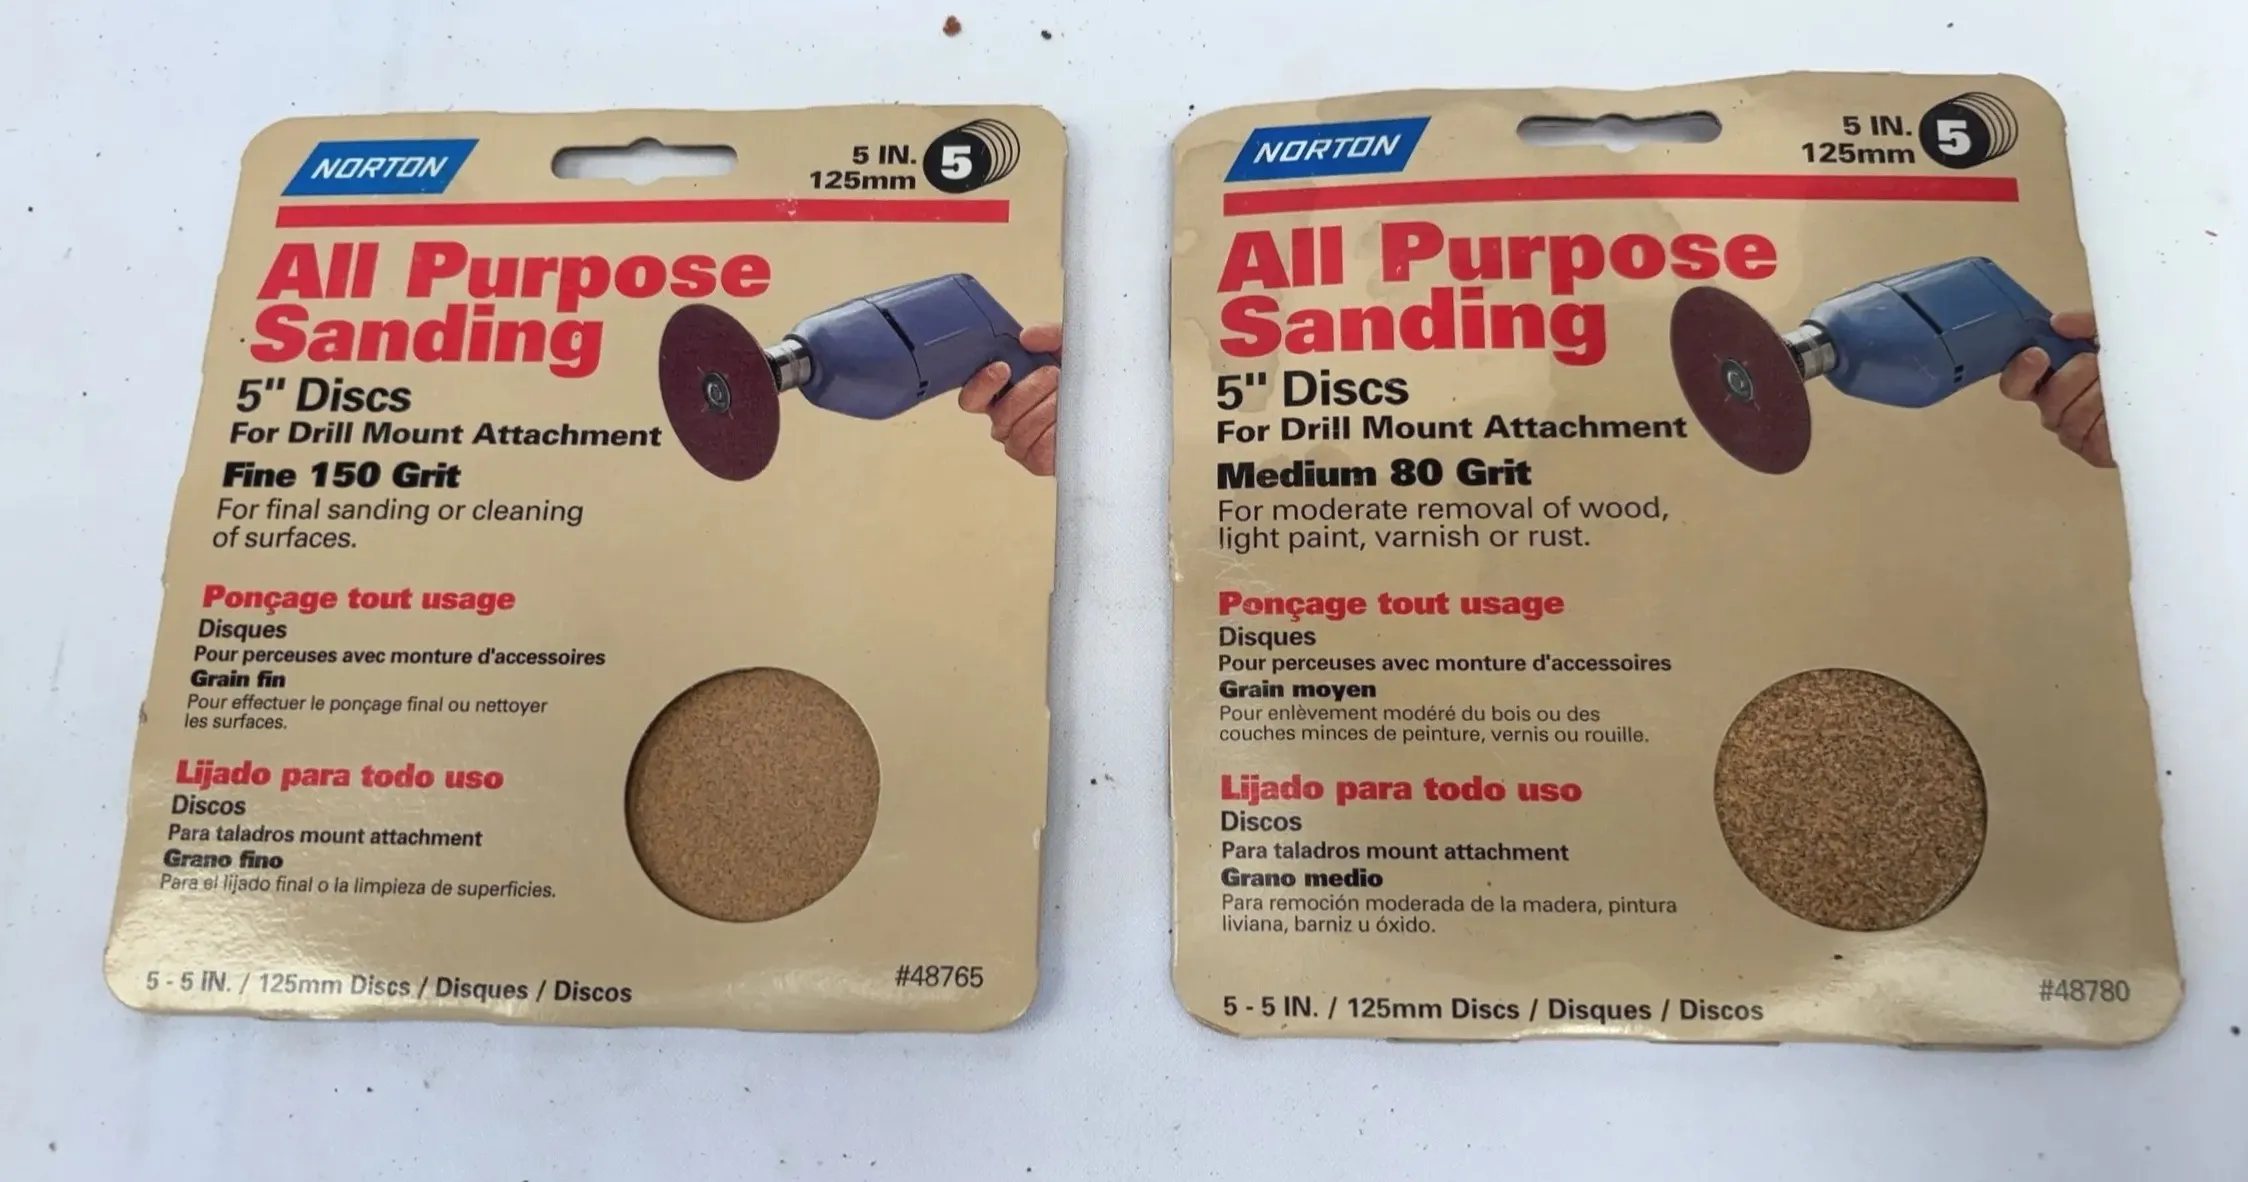 NORTON
5 IN.
125mm
5
All Purpose
Sanding
5" Discs
For Drill Mount Attachment
Fine 150 Grit
For final sanding or cleaning
of surfaces.
Ponçage tout usage
Disques
Pour perceuses avec monture d'accessoires
Grain fin
Pour effectuer le ponçage final ou nettoyer
les surfaces.
Lijado para todo uso
Discos
Para taladros mount attachment
Grano fino
Para el lijado final o la limpieza de superficies.
5 - 5 IN. / 125mm Discs / Disques / Discos
#48765
NORTON
5 IN.
125mm
5
All Purpose
Sanding
5" Discs
For Drill Mount Attachment
Medium 80 Grit
For moderate removal of wood,
light paint, varnish or rust.
Ponçage tout usage
Disques
Pour perceuses avec monture d'accessoires
Grain moyen
Pour enlèvement modéré du bois ou des
couches minces de peinture, vernis ou rouille.
Lijado para todo uso
Discos
Para taladros mount attachment
Grano medio
Para remoción moderada de la madera, pintura
liviana, barniz u óxido.
5 - 5 IN. / 125mm Discs / Disques / Discos
#48780